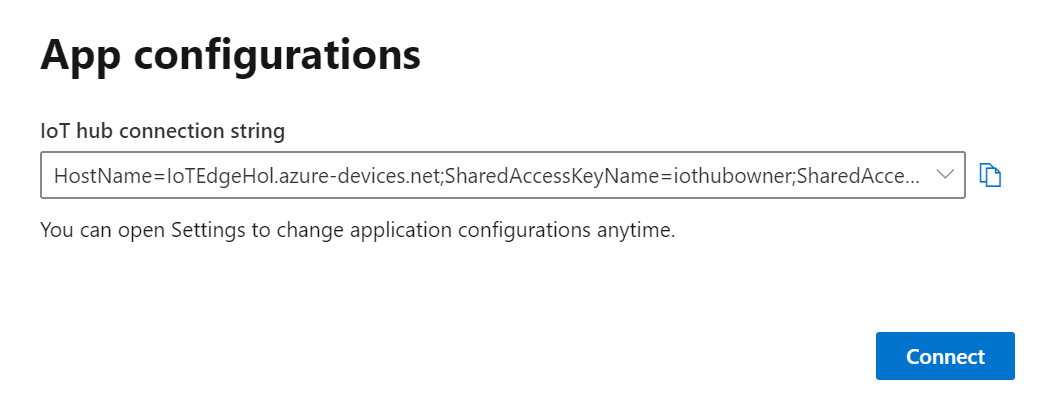 App configurations
IoT hub connection string
HostName=IoTEdgeHol.azure-devices.net;SharedAccessKeyName=iothubowner;SharedAcce...
You can open Settings to change application configurations anytime.
Connect